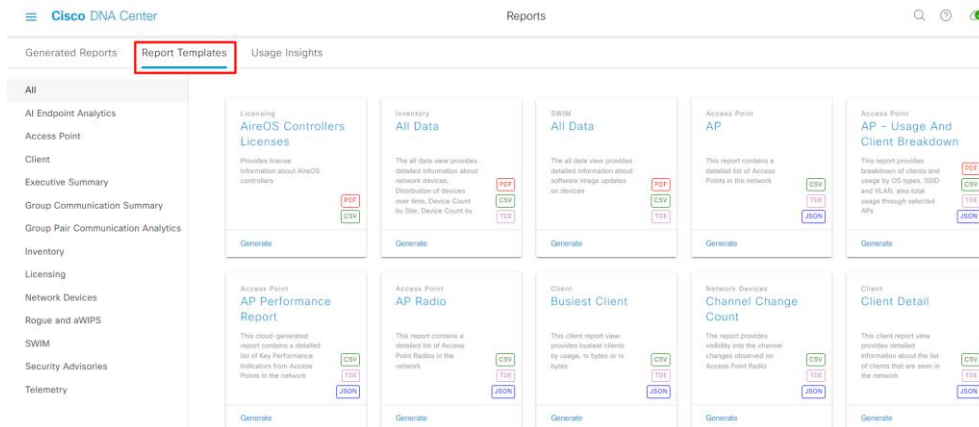 Cisco DNA Center
Reports
Generated Reports
Report Templates
Usage Insights
All
AI Endpoint Analytics
Access Point
Client
Executive Summary
Group Communication Summary
Group Pair Communication Analytics
Inventory
Licensing
Network Devices
Rogue and aWIPS
SWIM
Security Advisories
Telemetry
Licensing
AireOS Controllers
Licenses
Provides license
information about AireOS
controllers
PDF
CSV
Generate
Inventory
All Data
The all data view provides
detailed information about
network devices,
Distribution of devices
over time, Device Count
by Site, Device Count by
PDF
CSV
TDE
Generate
SWIM
All Data
The all data view provides
detailed information about
software image updates
on devices
PDF
CSV
TDE
Generate
Access Point
AP
This report contains a
detailed list of Access
Points in the network
CSV
TDE
JSON
Generate
Access Point
AP - Usage And
Client Breakdown
This report provides
breakdown of clients and
usage by OS types, SSID
and VLAN, also total
usage through selected
APs
PDF
CSV
TDE
JSON
Generate
Access Point
AP Performance
Report
This cloud-generated
report contains a detailed
list of Key Performance
Indicators from Access
Points in the network
CSV
TDE
JSON
Generate
Access Point
AP Radio
This report contains a
detailed list of Access
Point Radios in the
network
CSV
TDE
JSON
Generate
Client
Busiest Client
This client report view
provides busiest clients
by usage, tx bytes or rx
bytes.
CSV
TDE
JSON
Generate
Network Devices
Channel Change
Count
The report provides
visibility into the channel
changes observed on
Access Point Radio
CSV
TDE
JSON
Generate
Client
Client Detail
This client report view
provides detailed
information about the list
of clients that are seen in
the network
CSV
TDE
JSON
Generate